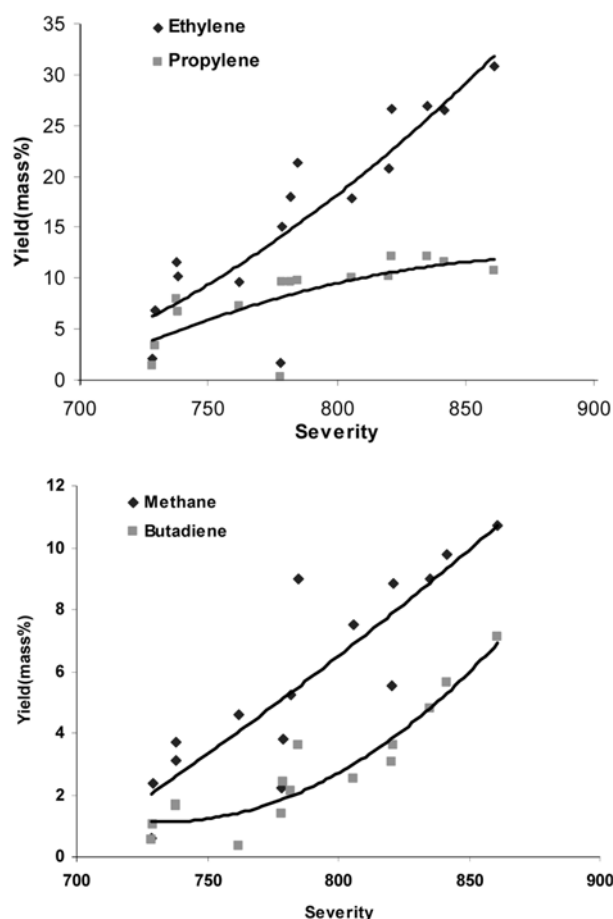 Ethylene
Propylene
Yield(mass%)
35
30
25
20
15
10
5
0
700 750 800 850 900
Severity
Methane
Butadiene
Yield(mass%)
12
10
8
6
4
2
0
700 750 800 850 900
Severity